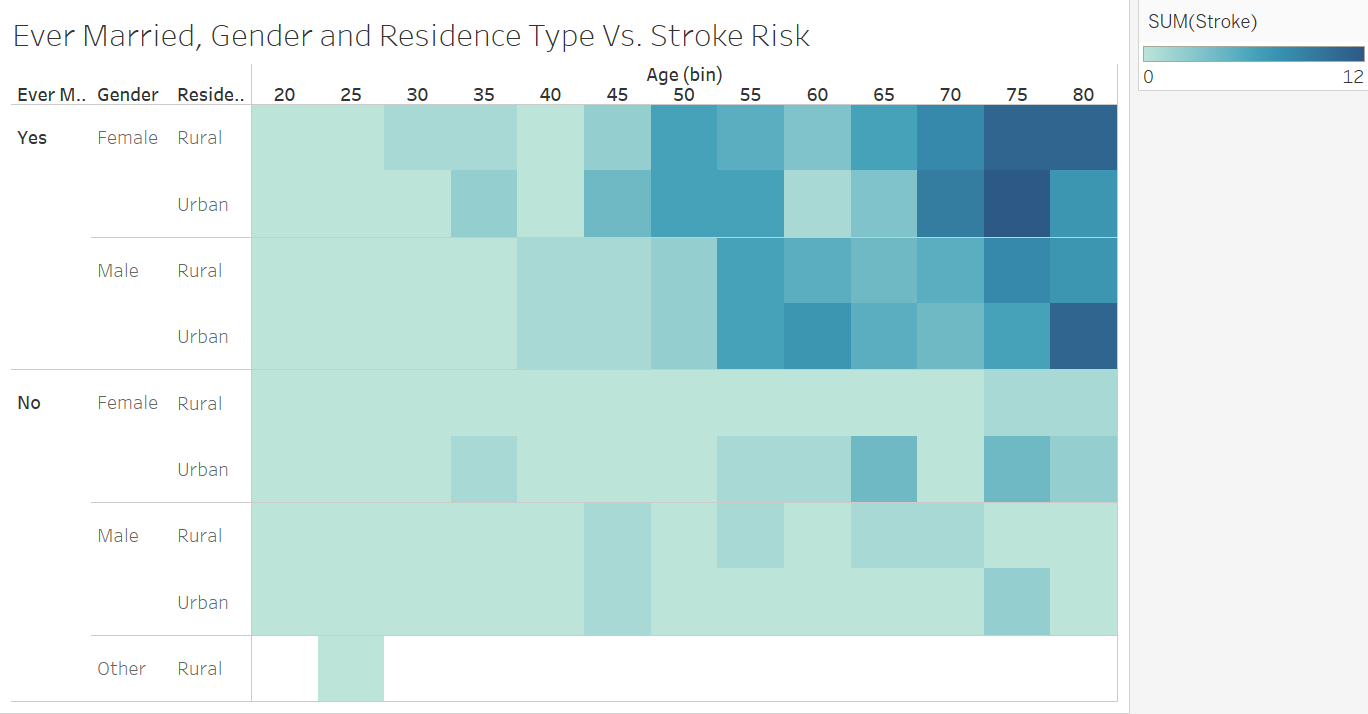 Ever Married, Gender and Residence Type Vs. Stroke Risk
SUM(Stroke)
0 12
Age (bin)
Ever M.. Gender Reside.. 20 25 30 35 40 45 50 55 60 65 70 75 80
Yes Female Rural
Urban
Male Rural
Urban
No Female Rural
Urban
Male Rural
Urban
Other Rural